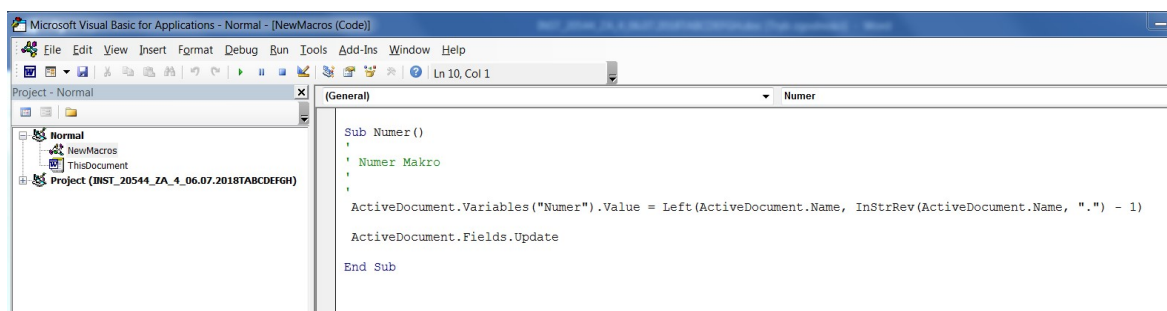 Microsoft Visual Basic for Applications - Normal - [NewMacros (Code)]
File Edit View Insert Format Debug Run Tools Add-Ins Window Help
Ln 10, Col 1
Project - Normal
(General)
Numer
Normal
NewMacros
ThisDocument
Project (INST_20544_ZA_4_06.07.2018TABCDEFGH)
Sub Numer()
'
' Numer Makro
'
'
ActiveDocument.Variables("Numer").Value = Left(ActiveDocument.Name, InStrRev(ActiveDocument.Name, ".") - 1)
ActiveDocument.Fields.Update
End Sub